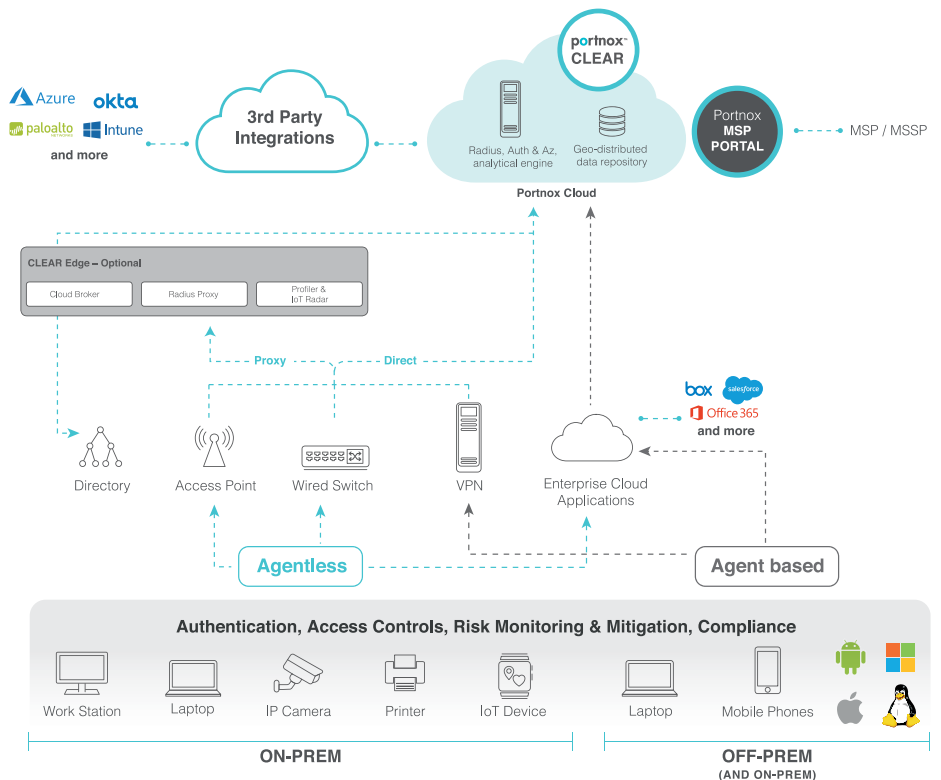 portnox™
CLEAR
Azure
okta
paloalto
NETWORKS
Intune
and more
3rd Party
Integrations
Radius, Auth & Az,
analytical engine
Geo-distributed
data repository
Portnox
MSP
PORTAL
MSP / MSSP
Portnox Cloud
CLEAR Edge – Optional
Cloud Broker
Radius Proxy
Profiler &
IoT Radar
Proxy
Direct
box
salesforce
Office 365
and more
Directory
Access Point
Wired Switch
VPN
Enterprise Cloud
Applications
Agentless
Agent based
Authentication, Access Controls, Risk Monitoring & Mitigation, Compliance
Work Station
Laptop
IP Camera
Printer
IoT Device
Laptop
Mobile Phones
ON-PREM
OFF-PREM
(AND ON-PREM)